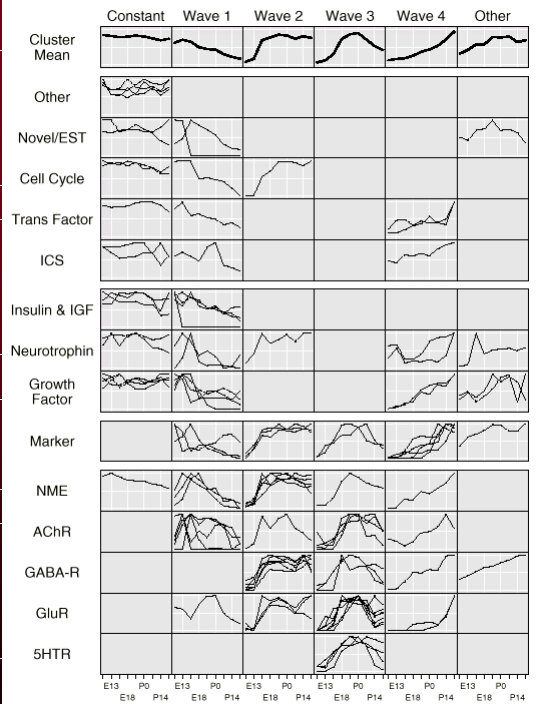 Constant Wave 1 Wave 2 Wave 3 Wave 4 Other
Cluster
Mean
Other
Novel/EST
Cell Cycle
Trans Factor
ICS
Insulin & IGF
Neurotrophin
Growth
Factor
Marker
NME
AChR
GABA-R
GluR
5HTR
E13 P0 E13 P0 E13 P0 E13 P0 E13 P0 E13 P0
E18 P14 E18 P14 E18 P14 E18 P14 E18 P14 E18 P14